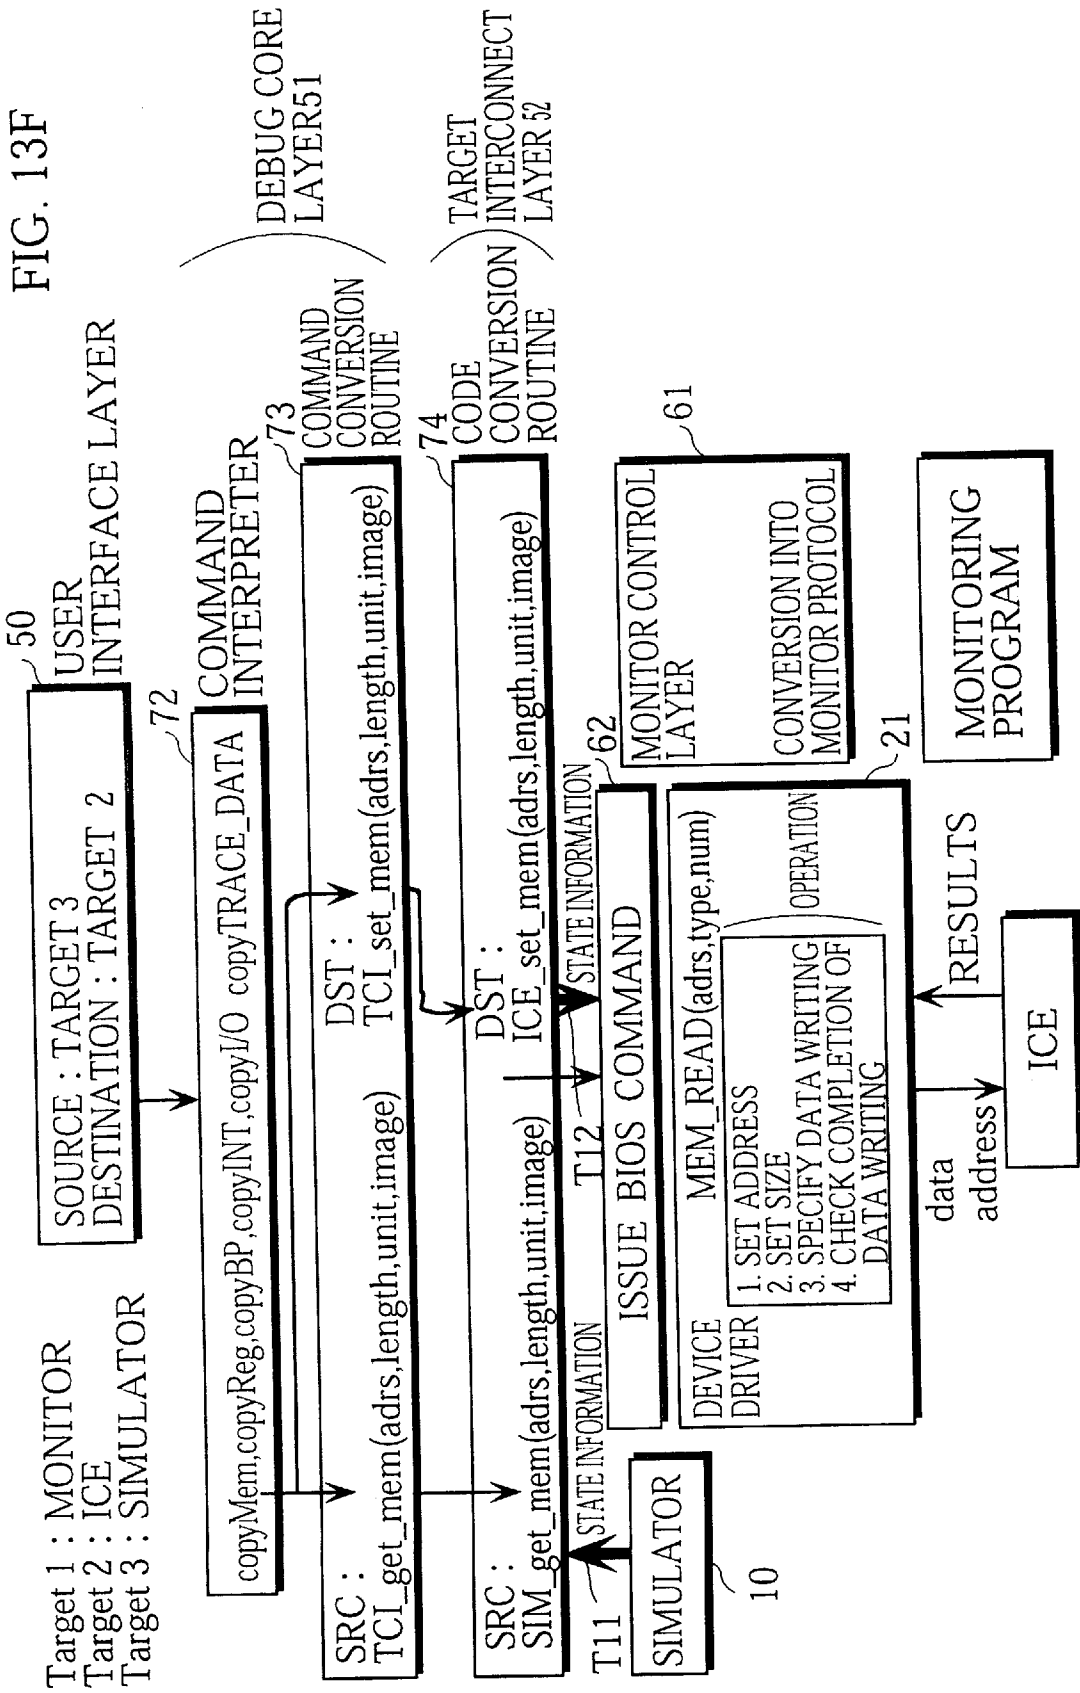 FIG. 13F
Target 1 : MONITOR
Target 2 : ICE
Target 3 : SIMULATOR
50
USER
INTERFACE LAYER
SOURCE : TARGET 3
DESTINATION : TARGET 2
72
COMMAND
INTERPRETER
copyMem,copyReg,copyBP,copyINT,copyI/O copyTRACE_DATA
DEBUG CORE
LAYER51
73
COMMAND
CONVERSION
ROUTINE
SRC :
TCI_get_mem(adrs,length,unit,image)
DST :
TCI_set_mem(adrs,length,unit,image)
TARGET
INTERCONNECT
LAYER 52
74
CODE
CONVERSION
ROUTINE
SRC :
SIM_get_mem(adrs,length,unit,image)
DST :
ICE_set_mem(adrs,length,unit,image)
T11
STATE INFORMATION
T12
STATE INFORMATION
62
ISSUE BIOS COMMAND
61
MONITOR CONTROL
LAYER
CONVERSION INTO
MONITOR PROTOCOL
SIMULATOR
10
DEVICE
DRIVER
MEM_READ(adrs,type,num)
1. SET ADDRESS
2. SET SIZE
3. SPECIFY DATA WRITING
4. CHECK COMPLETION OF
DATA WRITING
OPERATION
21
data
address
RESULTS
ICE
MONITORING
PROGRAM